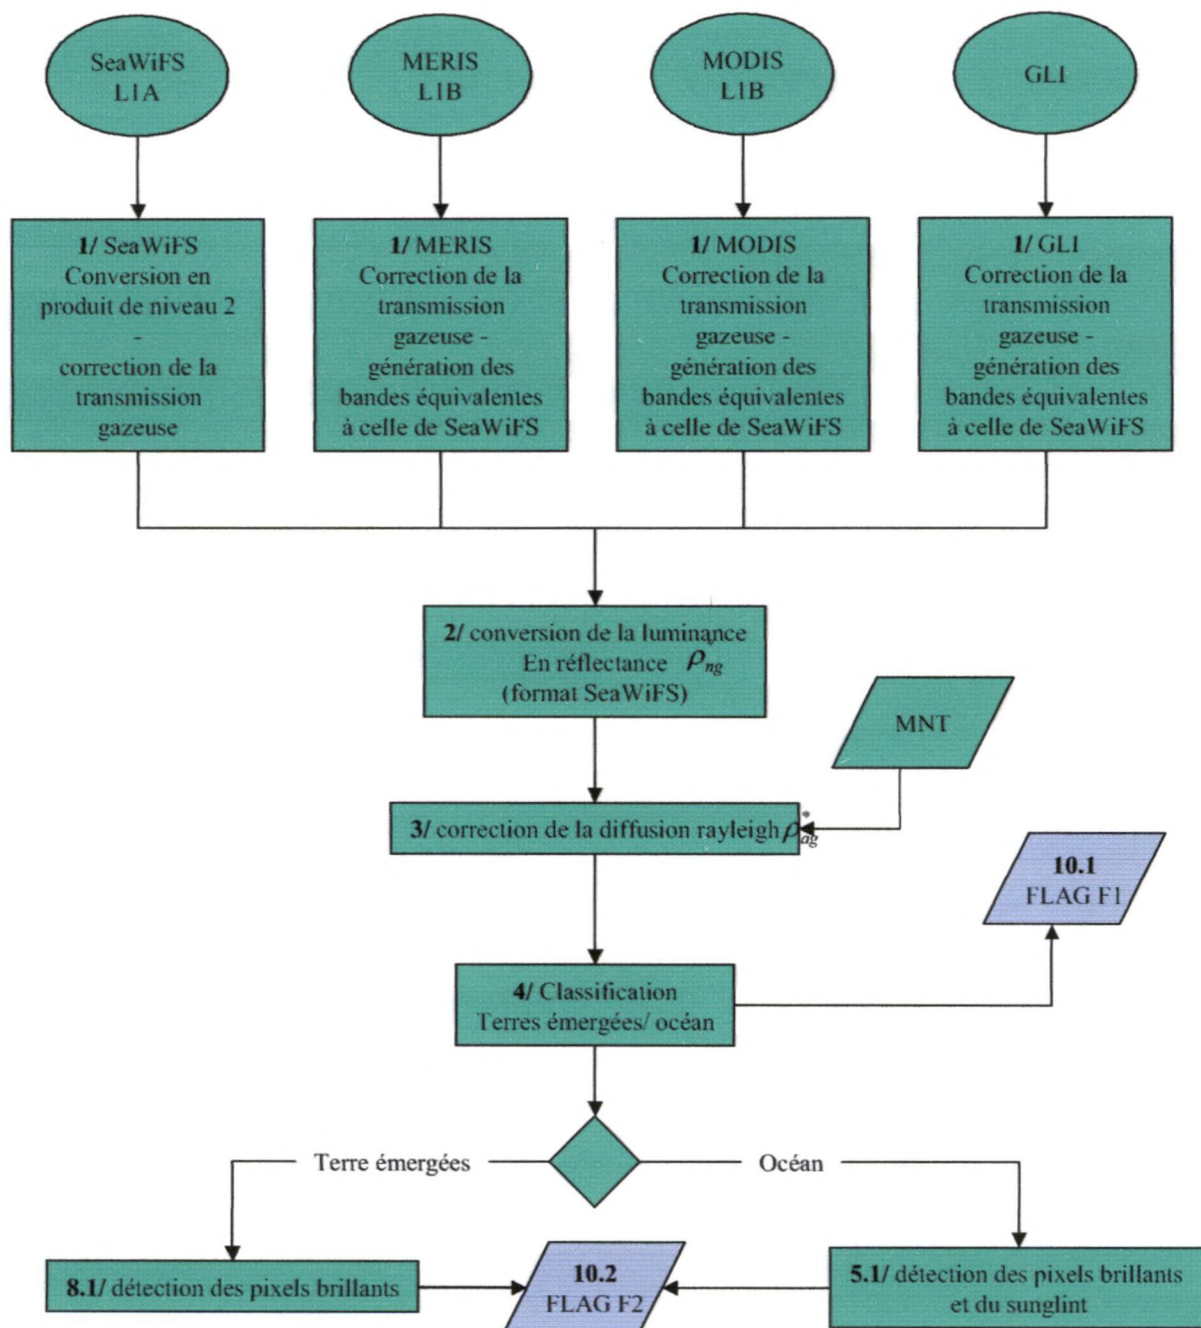 SeaWiFS
L1A
MERIS
L1B
MODIS
L1B
GLI
1/ SeaWiFS
Conversion en
produit de niveau 2
-
correction de la
transmission
gazeuse
1/ MERIS
Correction de la
transmission
gazeuse -
génération des
bandes équivalentes
à celle de SeaWiFS
1/ MODIS
Correction de la
transmission
gazeuse -
génération des
bandes équivalentes
à celle de SeaWiFS
1/ GLI
Correction de la
transmission
gazeuse -
génération des
bandes équivalentes
à celle de SeaWiFS
2/ conversion de la luminance
En réflectance ρ*ng
(format SeaWiFS)
MNT
3/ correction de la diffusion rayleigh ρ*ag
10.1
FLAG F1
4/ Classification
Terres émergées/ océan
Terre émergées
Océan
8.1/ détection des pixels brillants
10.2
FLAG F2
5.1/ détection des pixels brillants
et du sunglint